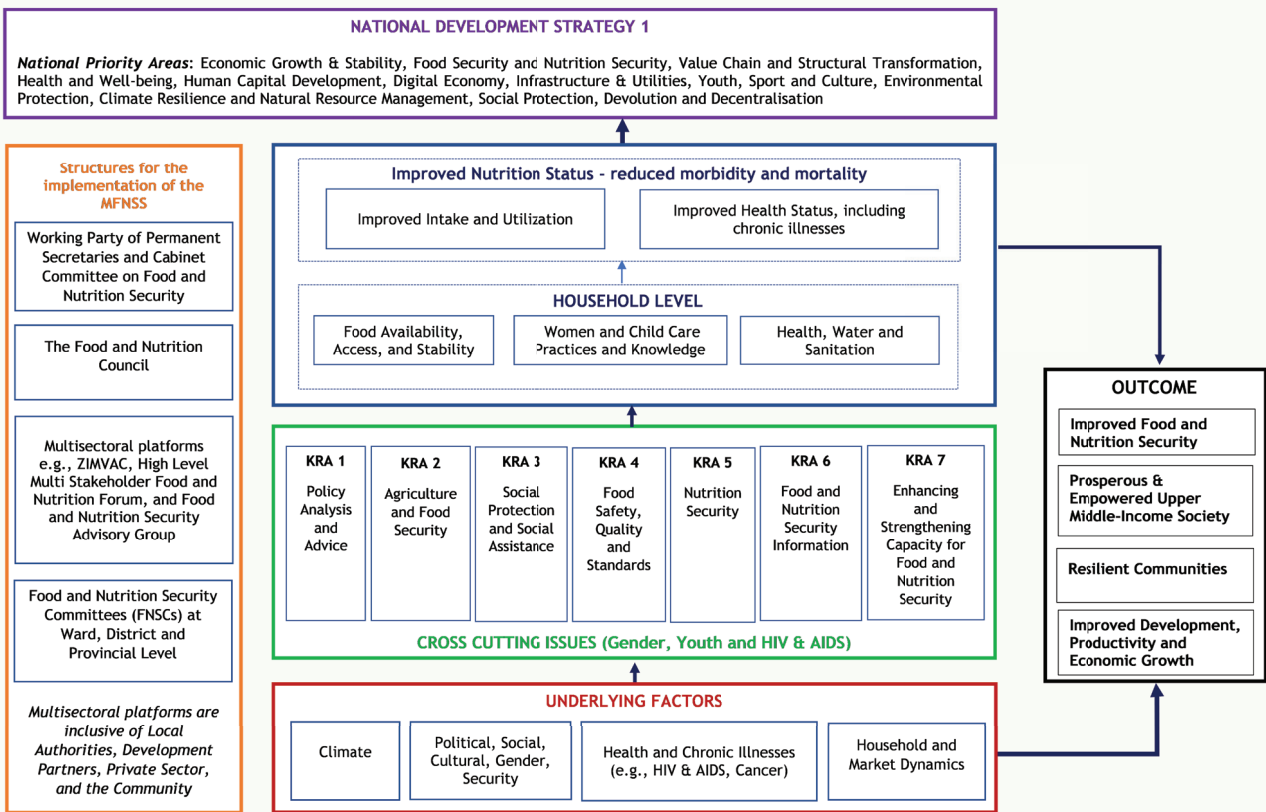 NATIONAL DEVELOPMENT STRATEGY 1
National Priority Areas: Economic Growth & Stability, Food Security and Nutrition Security, Value Chain and Structural Transformation,
Health and Well-being, Human Capital Development, Digital Economy, Infrastructure & Utilities, Youth, Sport and Culture, Environmental
Protection, Climate Resilience and Natural Resource Management, Social Protection, Devolution and Decentralisation
Structures for the
implementation of the
MFNSS
Working Party of Permanent
Secretaries and Cabinet
Committee on Food and
Nutrition Security
The Food and Nutrition
Council
Multisectoral platforms
e.g., ZIMVAC, High Level
Multi Stakeholder Food and
Nutrition Forum, and Food
and Nutrition Security
Advisory Group
Food and Nutrition Security
Committees (FNSCs) at
Ward, District and
Provincial Level
Multisectoral platforms are
inclusive of Local
Authorities, Development
Partners, Private Sector,
and the Community
Improved Nutrition Status - reduced morbidity and mortality
Improved Intake and Utilization
Improved Health Status, including
chronic illnesses
HOUSEHOLD LEVEL
Food Availability,
Access, and Stability
Women and Child Care
Practices and Knowledge
Health, Water and
Sanitation
KRA 1
Policy
Analysis
and
Advice
KRA 2
Agriculture
and Food
Security
KRA 3
Social
Protection
and Social
Assistance
KRA 4
Food
Safety,
Quality
and
Standards
KRA 5
Nutrition
Security
KRA 6
Food and
Nutrition
Security
Information
KRA 7
Enhancing
and
Strengthening
Capacity for
Food and
Nutrition
Security
CROSS CUTTING ISSUES (Gender, Youth and HIV & AIDS)
UNDERLYING FACTORS
Climate
Political, Social,
Cultural, Gender,
Security
Health and Chronic Illnesses
(e.g., HIV & AIDS, Cancer)
Household and
Market Dynamics
OUTCOME
Improved Food and
Nutrition Security
Prosperous &
Empowered Upper
Middle-Income Society
Resilient Communities
Improved Development,
Productivity and
Economic Growth